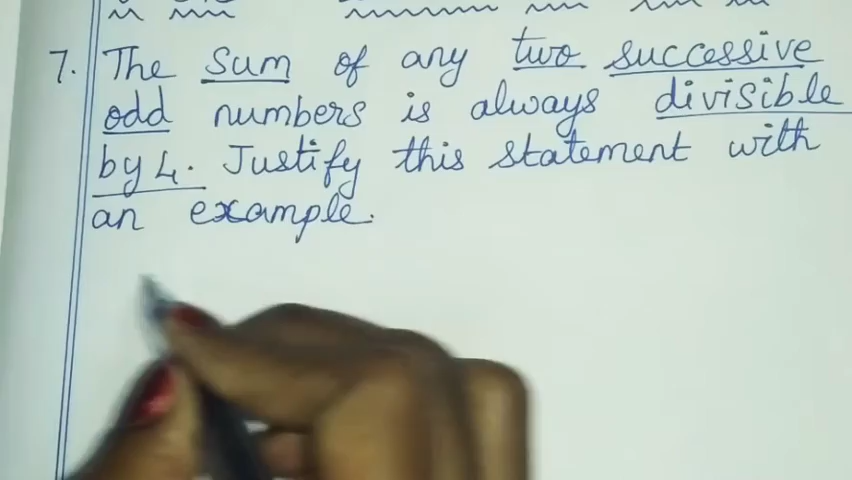 7. The sum of any two successive
odd numbers is always divisible
by 4. Justify this statement with
an example.